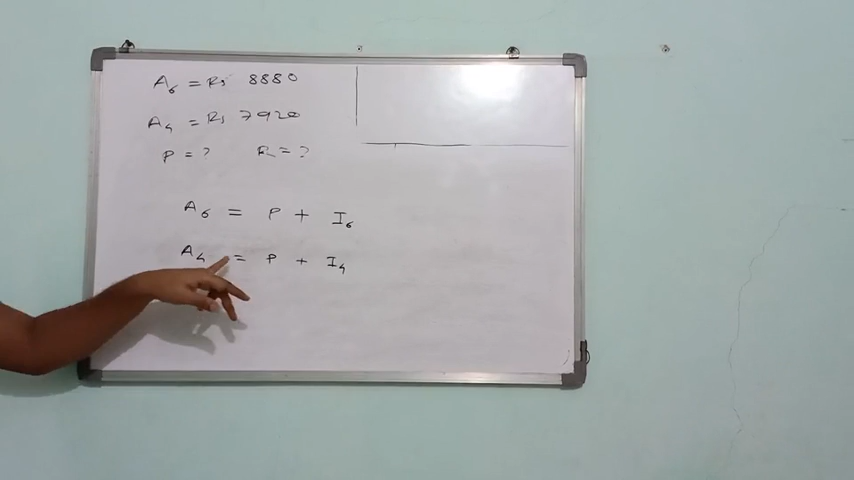 A₆ = Rs 8880
A₄ = Rs 7920
P = ? R = ?
A₆ = P + I₆
A₄ = P + I₄